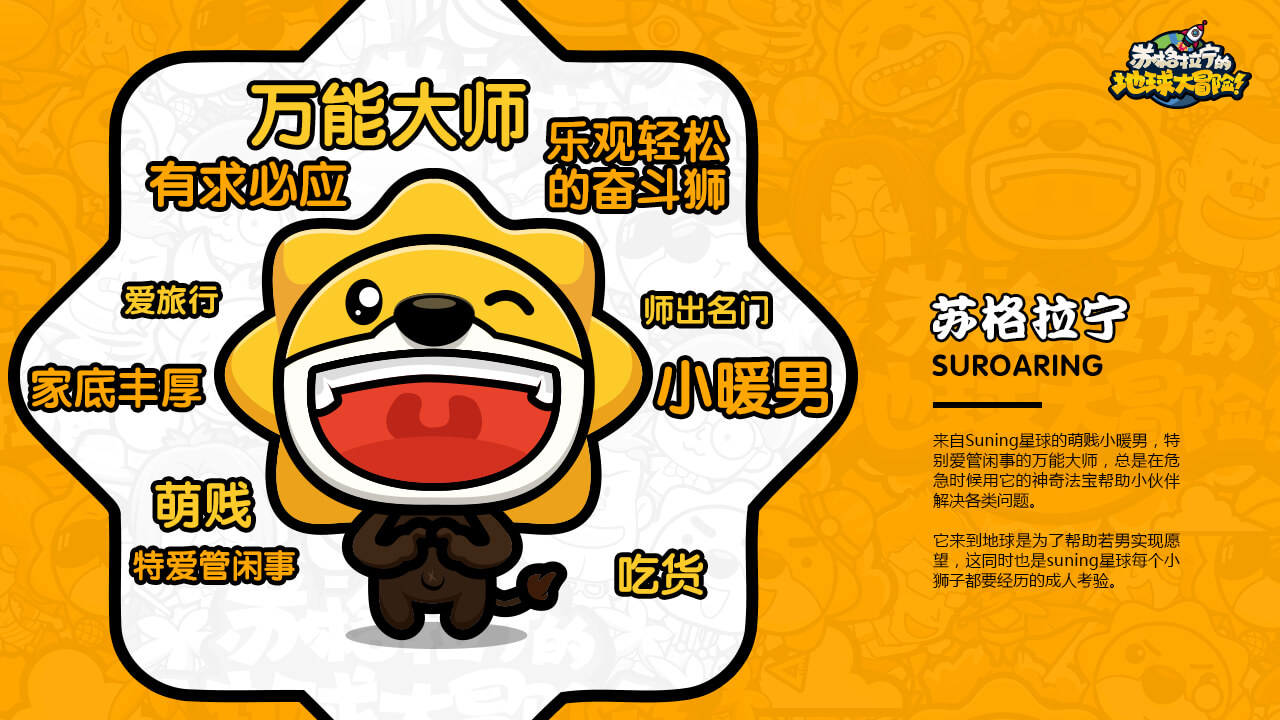 苏格拉宁的
地球大冒险!
万能大师
乐观轻松
的奋斗狮
有求必应
爱旅行
师出名门
家底丰厚
小暖男
萌贱
特爱管闲事
吃货
苏格拉宁
SUROARING
来自Suning星球的萌贱小暖男，特
别爱管闲事的万能大师，总是在危
急时候用它的神奇法宝帮助小伙伴
解决各类问题。
它来到地球是为了帮助若男实现愿
望，这同时也是suning星球每个小
狮子都要经历的成人考验。